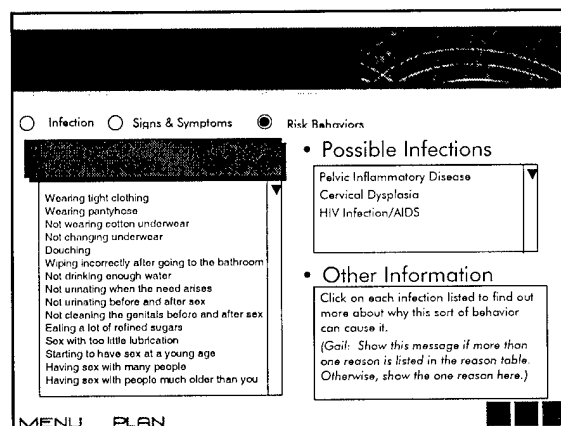 Infection Signs & Symptoms Risk Behaviors
Wearing tight clothing
Wearing pantyhose
Not wearing cotton underwear
Not changing underwear
Douching
Wiping incorrectly after going to the bathroom
Not drinking enough water
Not urinating when the need arises
Not urinating before and after sex
Not cleaning the genitals before and after sex
Eating a lot of refined sugars
Sex with too little lubrication
Starting to have sex at a young age
Having sex with many people
Having sex with people much older than you
• Possible Infections
Pelvic Inflammatory Disease
Cervical Dysplasia
HIV Infection/AIDS
• Other Information
Click on each infection listed to find out
more about why this sort of behavior
can cause it.
(Gail: Show this message if more than
one reason is listed in the reason table.
Otherwise, show the one reason here.)
MENU PLAN